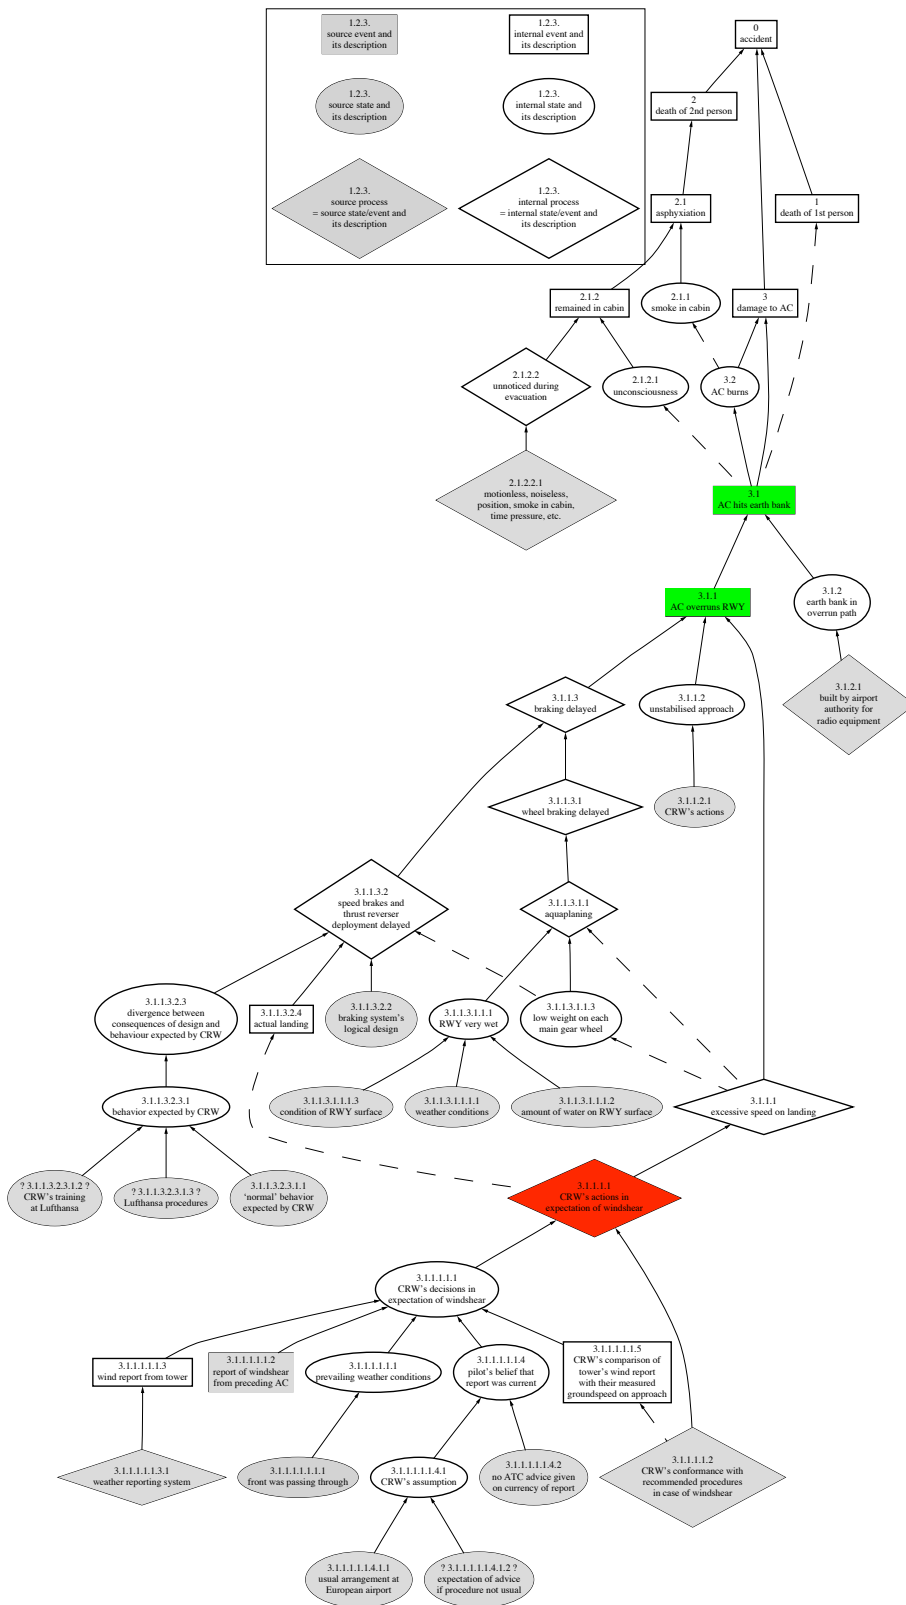 1.2.3.
source event and
its description
1.2.3.
internal event and
its description
1.2.3.
source state and
its description
1.2.3.
internal state and
its description
1.2.3.
source process
= source state/event and
its description
1.2.3.
internal process
= internal state/event and
its description
0
accident
2
death of 2nd person
2.1
asphyxiation
1
death of 1st person
2.1.2
remained in cabin
2.1.1
smoke in cabin
3
damage to AC
2.1.2.2
unnoticed during
evacuation
2.1.2.1
unconsciousness
3.2
AC burns
2.1.2.2.1
motionless, noiseless,
position, smoke in cabin,
time pressure, etc.
3.1
AC hits earth bank
3.1.1
AC overruns RWY
3.1.2
earth bank in
overrun path
3.1.2.1
built by airport
authority for
radio equipment
3.1.1.3
braking delayed
3.1.1.2
unstabilised approach
3.1.1.3.1
wheel braking delayed
3.1.1.2.1
CRW's actions
3.1.1.3.2
speed brakes and
thrust reverser
deployment delayed
3.1.1.3.1.1
aquaplaning
3.1.1.3.2.3
divergence between
consequences of design and
behaviour expected by CRW
3.1.1.3.2.4
actual landing
3.1.1.3.2.2
braking system's
logical design
3.1.1.3.1.1.1
RWY very wet
3.1.1.3.1.1.3
low weight on each
main gear wheel
3.1.1.3.2.3.1
behavior expected by CRW
3.1.1.3.1.1.1.3
condition of RWY surface
3.1.1.3.1.1.1.1
weather conditions
3.1.1.3.1.1.1.2
amount of water on RWY surface
3.1.1.1
excessive speed on landing
? 3.1.1.3.2.3.1.2 ?
CRW's training
at Lufthansa
? 3.1.1.3.2.3.1.3 ?
Lufthansa procedures
3.1.1.3.2.3.1.1
'normal' behavior
expected by CRW
3.1.1.1.1
CRW's actions in
expectation of windshear
3.1.1.1.1.1
CRW's decisions in
expectation of windshear
3.1.1.1.1.1.3
wind report from tower
3.1.1.1.1.1.2
report of windshear
from preceding AC
3.1.1.1.1.1.1
prevailing weather conditions
3.1.1.1.1.1.4
pilot's belief that
report was current
3.1.1.1.1.1.5
CRW's comparison of
tower's wind report
with their measured
groundspeed on approach
3.1.1.1.1.1.3.1
weather reporting system
3.1.1.1.1.1.1.1
front was passing through
3.1.1.1.1.1.4.1
CRW's assumption
3.1.1.1.1.1.4.2
no ATC advice given
on currency of report
3.1.1.1.1.2
CRW's conformance with
recommended procedures
in case of windshear
3.1.1.1.1.1.4.1.1
usual arrangement at
European airport
? 3.1.1.1.1.1.4.1.2 ?
expectation of advice
if procedure not usual